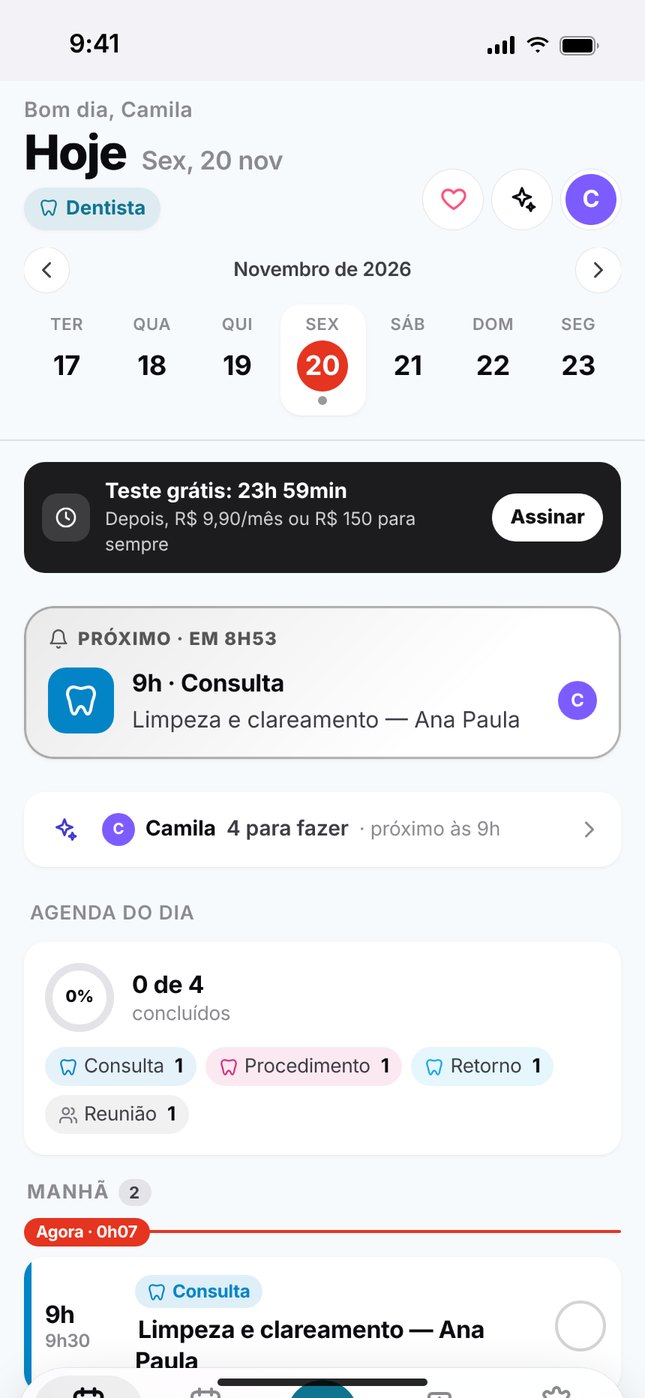 9:41
Bom dia, Camila
Hoje Sex, 20 nov
Dentista
C
Novembro de 2026
TER QUA QUI SEX SÁB DOM SEG
17 18 19 20 21 22 23
Teste grátis: 23h 59min
Depois, R$ 9,90/mês ou R$ 150 para
sempre
Assinar
PRÓXIMO · EM 8H53
9h · Consulta
Limpeza e clareamento — Ana Paula
C
C Camila 4 para fazer · próximo às 9h
AGENDA DO DIA
0%
0 de 4
concluídos
Consulta 1 Procedimento 1 Retorno 1
Reunião 1
MANHÃ 2
Agora · 0h07
Consulta
9h
9h30
Limpeza e clareamento — Ana
Paula